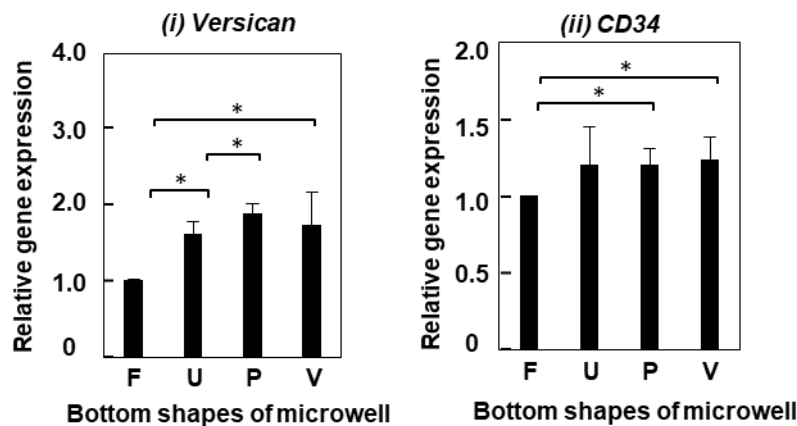 (i) Versican
4.0
3.0
2.0
1.0
0
Relative gene expression
*
*
*
F U P V
Bottom shapes of microwell
(ii) CD34
2.0
1.5
1.0
0.5
0
Relative gene expression
*
*
F U P V
Bottom shapes of microwell